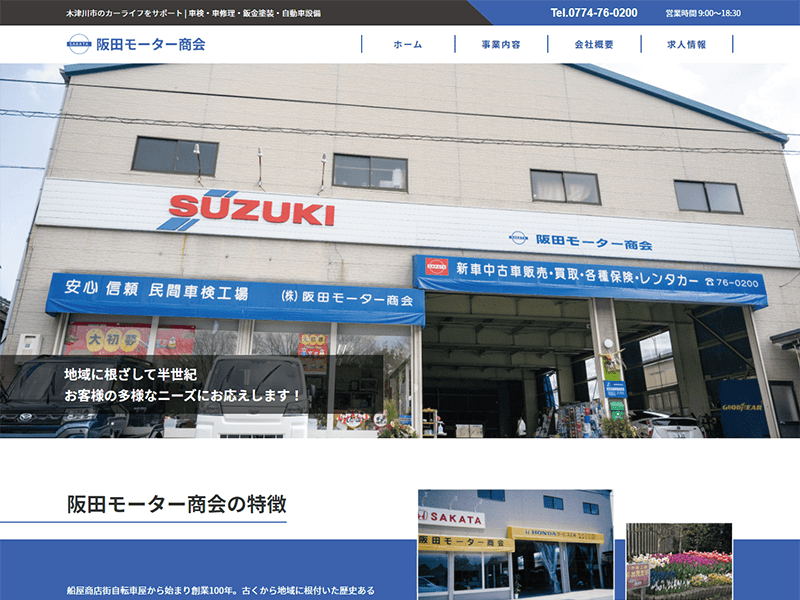 木津川市のカーライフをサポート | 車検・車修理・鈑金塗装・自動車設備
Tel.0774-76-0200
営業時間 9:00～18:30
阪田モーター商会
ホーム
事業内容
会社概要
求人情報
SUZUKI
阪田モーター商会
SAKATA
新車中古車販売・買取・各種保険・レンタカー ☎76-0200
安心 信頼 民間車検工場 ㈱阪田モーター商会
大初夢
地域に根ざして半世紀
お客様の多様なニーズにお応えします！
GOODYEAR
阪田モーター商会の特徴
SAKATA
阪田モーター商会
HONDA
船屋商店街自転車屋から始まり創業100年。古くから地域に根付いた歴史ある